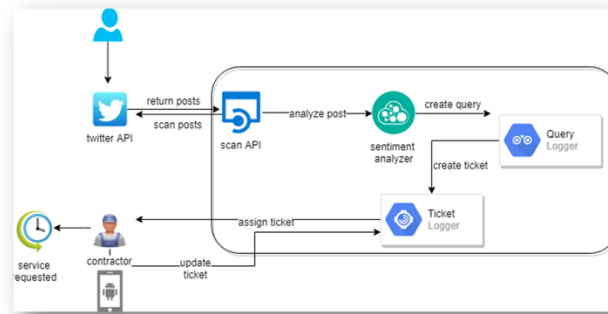 return posts
scan posts
twitter API
scan API
analyze post
sentiment
analyzer
create query
Query
Logger
create ticket
Ticket
Logger
assign ticket
update
ticket
contractor
service
requested